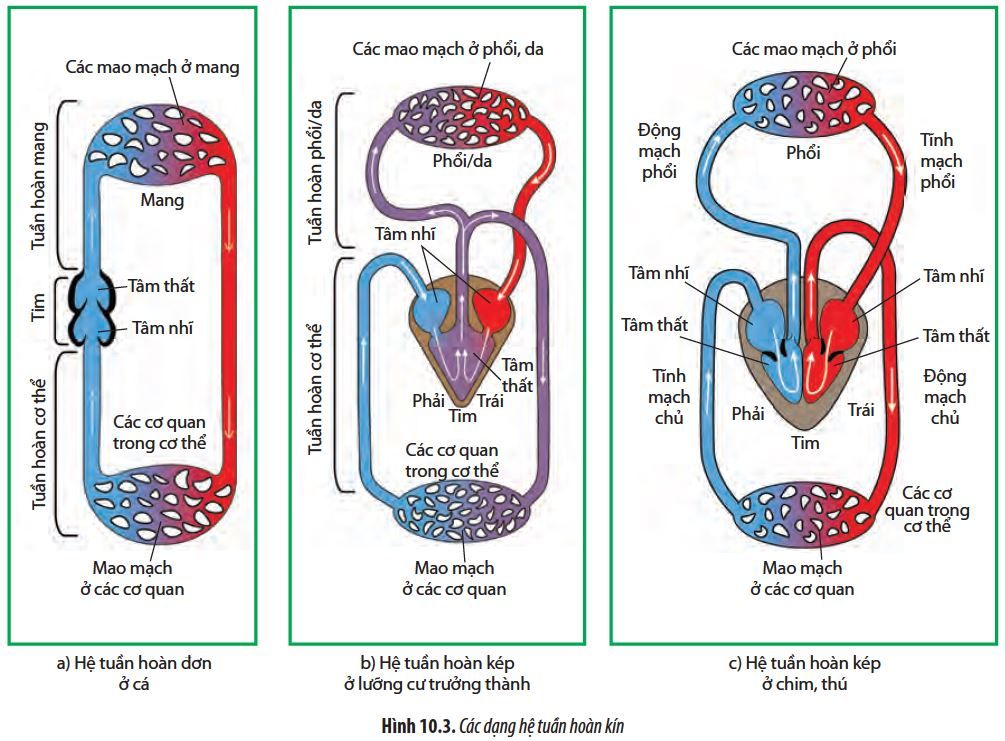 Các mao mạch ở mang
Tuần hoàn mang
Mang
Tim
Tâm thất
Tâm nhĩ
Tuần hoàn cơ thể
Các cơ quan
trong cơ thể
Mao mạch
ở các cơ quan
a) Hệ tuần hoàn đơn
ở cá
Các mao mạch ở phổi, da
Tuần hoàn phổi/da
Phổi/da
Tâm nhĩ
Tuần hoàn cơ thể
Tâm
thất
Phải
Trái
Tim
Các cơ quan
trong cơ thể
Mao mạch
ở các cơ quan
b) Hệ tuần hoàn kép
ở lưỡng cư trưởng thành
Các mao mạch ở phổi
Động
mạch
phổi
Phổi
Tĩnh
mạch
phổi
Tâm nhĩ
Tâm nhĩ
Tâm thất
Tâm thất
Tĩnh
mạch
chủ
Phải
Trái
Động
mạch
chủ
Tim
Các cơ
quan trong
cơ thể
Mao mạch
ở các cơ quan
c) Hệ tuần hoàn kép
ở chim, thú
Hình 10.3. Các dạng hệ tuần hoàn kín